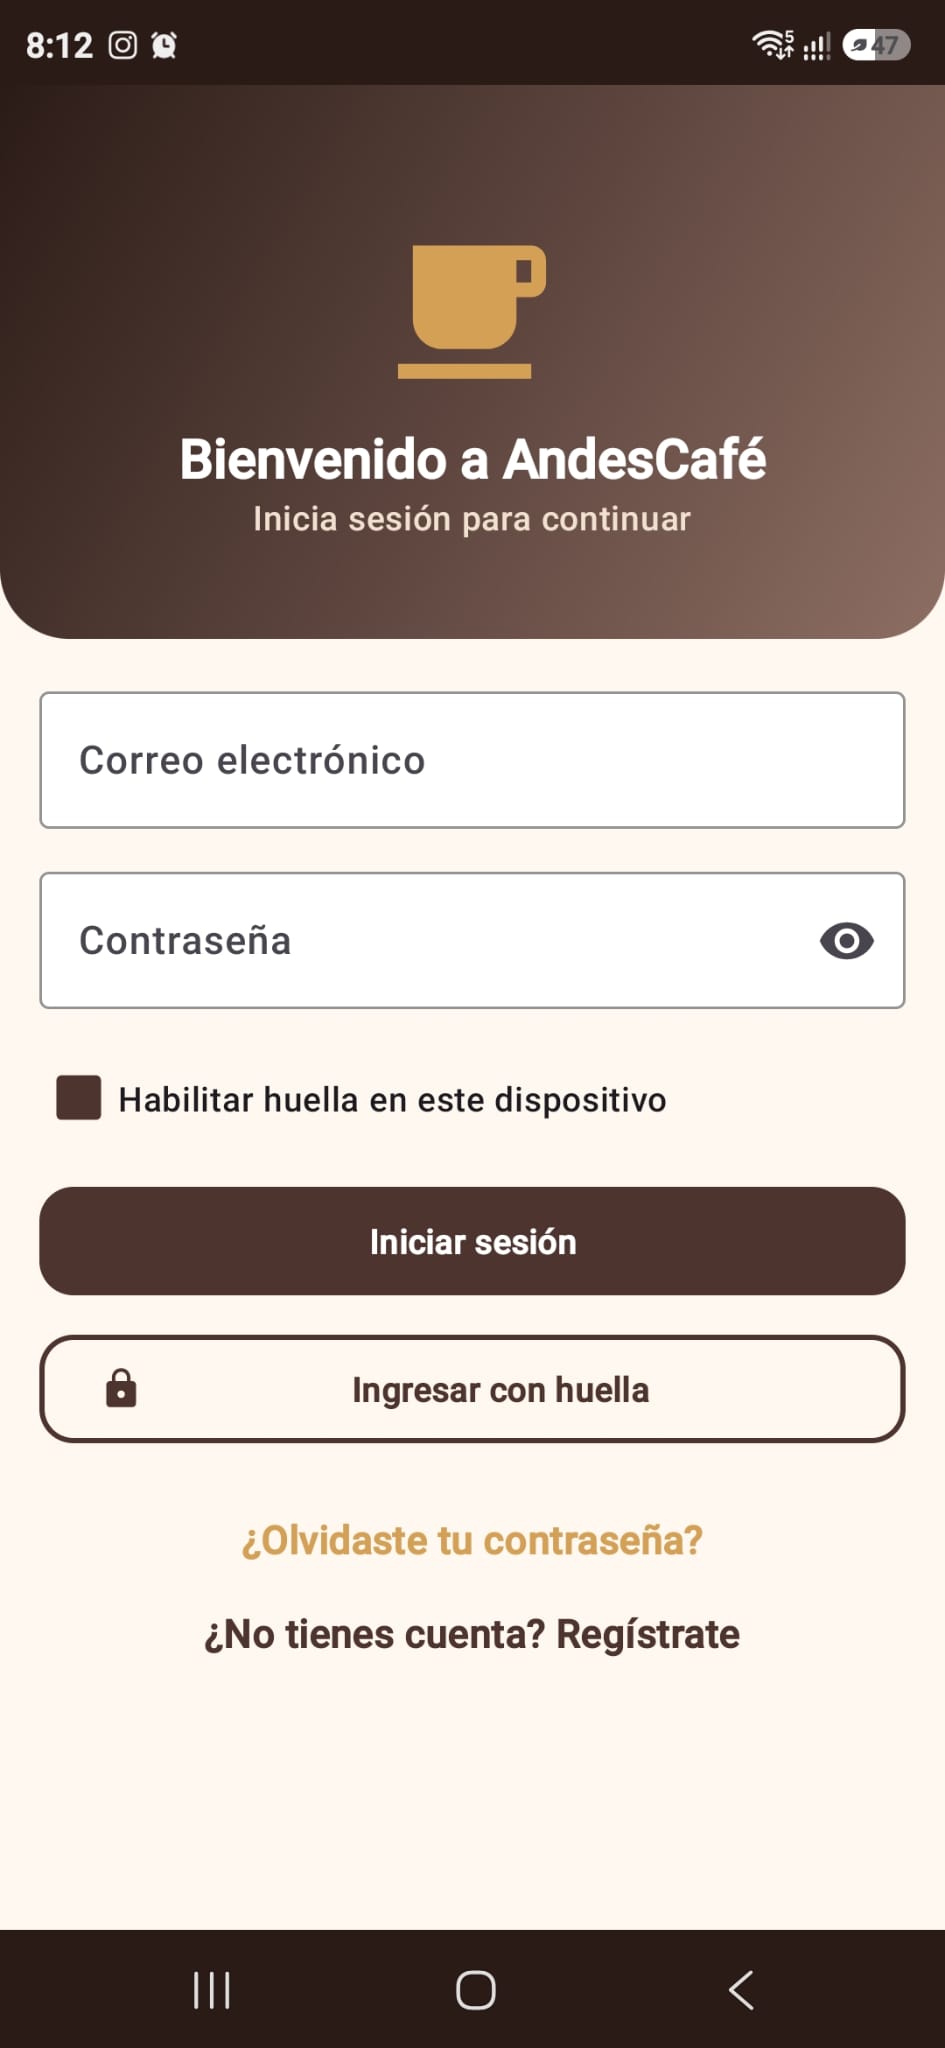 8:12
5
47
Bienvenido a AndesCafé
Inicia sesión para continuar
Correo electrónico
Contraseña
Habilitar huella en este dispositivo
Iniciar sesión
Ingresar con huella
¿Olvidaste tu contraseña?
¿No tienes cuenta? Regístrate